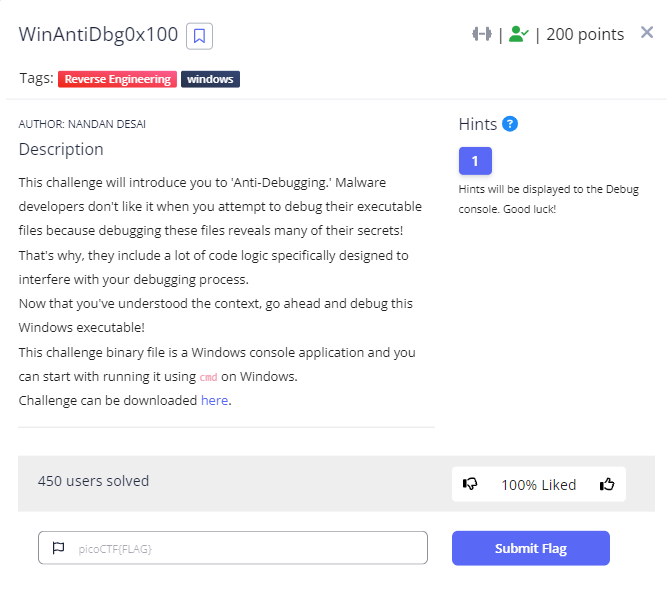 WinAntiDbg0x100
| | 200 points
Tags: Reverse Engineering windows
AUTHOR: NANDAN DESAI
Description
This challenge will introduce you to 'Anti-Debugging.' Malware
developers don't like it when you attempt to debug their executable
files because debugging these files reveals many of their secrets!
That's why, they include a lot of code logic specifically designed to
interfere with your debugging process.
Now that you've understood the context, go ahead and debug this
Windows executable!
This challenge binary file is a Windows console application and you
can start with running it using cmd on Windows.
Challenge can be downloaded here.
Hints ?
1
Hints will be displayed to the Debug
console. Good luck!
450 users solved
100% Liked
picoCTF{FLAG}
Submit Flag